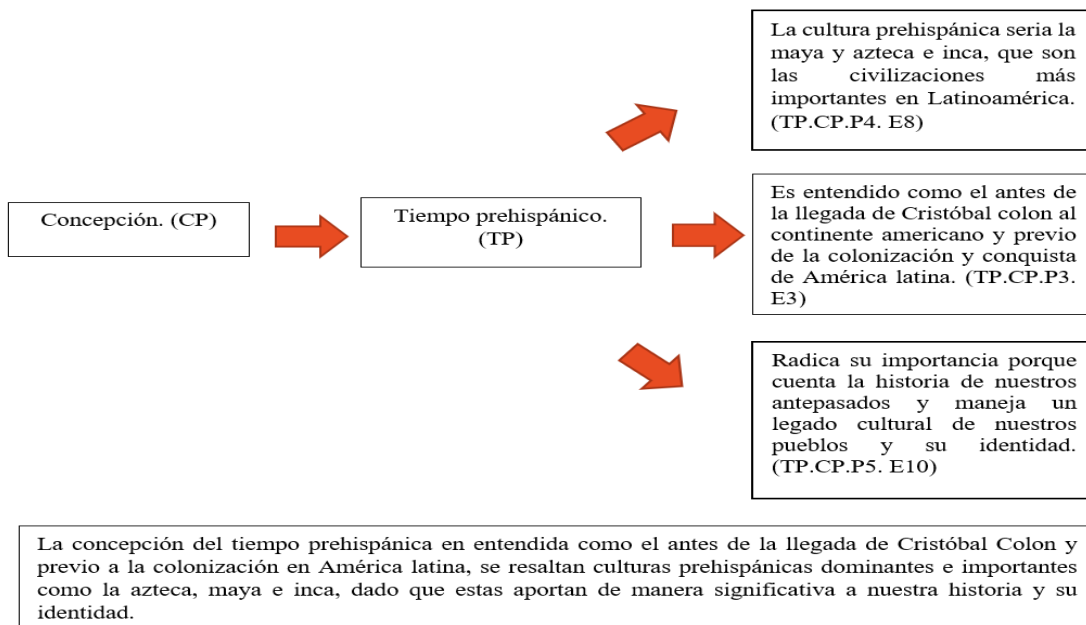 La cultura prehispánica seria la
maya y azteca e inca, que son
las civilizaciones más
importantes en Latinoamérica.
(TP.CP.P4. E8)
Concepción. (CP)
Tiempo prehispánico.
(TP)
Es entendido como el antes de
la llegada de Cristóbal colon al
continente americano y previo
de la colonización y conquista
de América latina. (TP.CP.P3.
E3)
Radica su importancia porque
cuenta la historia de nuestros
antepasados y maneja un
legado cultural de nuestros
pueblos y su identidad.
(TP.CP.P5. E10)
La concepción del tiempo prehispánica en entendida como el antes de la llegada de Cristóbal Colon y
previo a la colonización en América latina, se resaltan culturas prehispánicas dominantes e importantes
como la azteca, maya e inca, dado que estas aportan de manera significativa a nuestra historia y su
identidad.